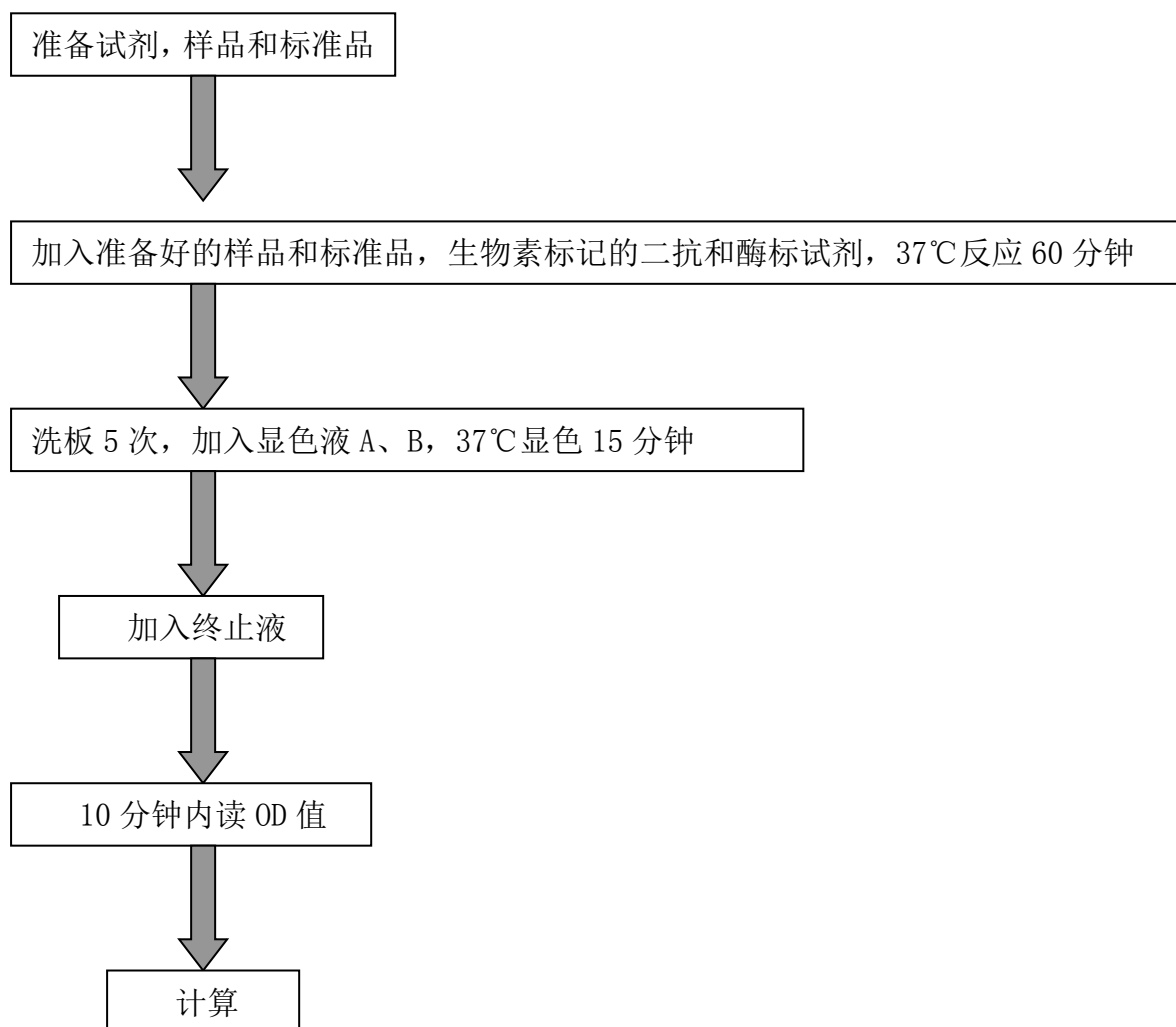 准备试剂，样品和标准品
加入准备好的样品和标准品，生物素标记的二抗和酶标试剂，37℃反应 60 分钟
洗板 5 次，加入显色液 A、B，37℃显色 15 分钟
加入终止液
10 分钟内读 OD 值
计算